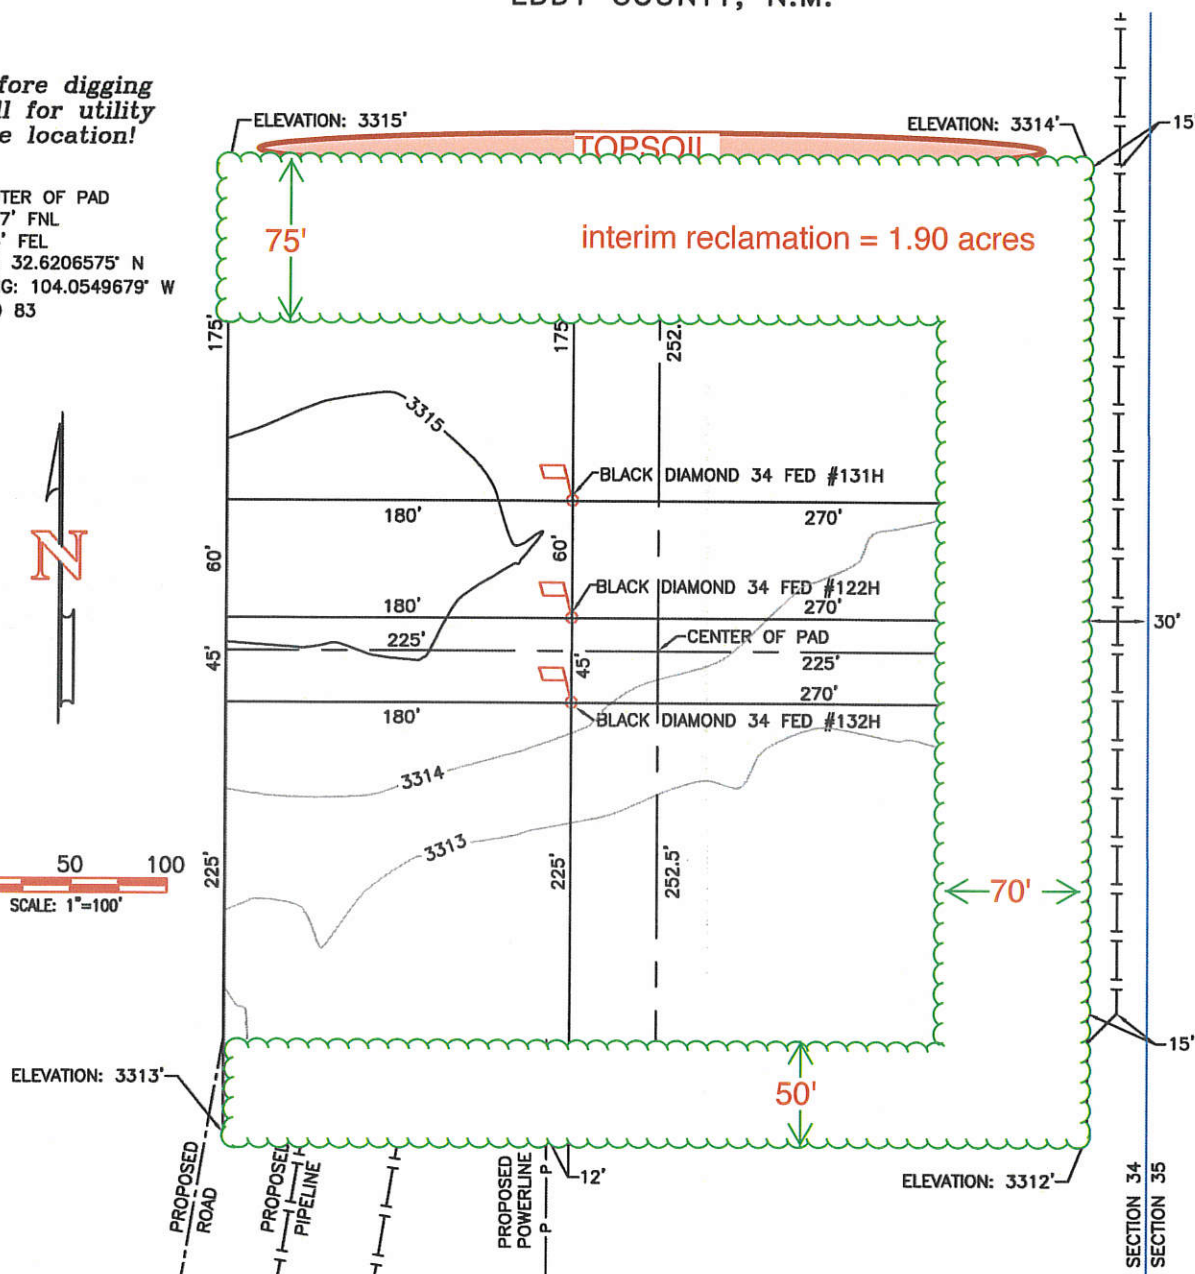 EDDY COUNTY, N.M.
fore digging
ll for utility
e location!
ELEVATION: 3315'
TOPSOIL
ELEVATION: 3314'
15'
TER OF PAD
7' FNL
' FEL
32.6206575° N
G: 104.0549679° W
83
75'
interim reclamation = 1.90 acres
175'
175'
252.
3315
N
BLACK DIAMOND 34 FED #131H
180'
270'
60'
60'
BLACK DIAMOND 34 FED #122H
180'
270'
30'
225'
CENTER OF PAD
45'
45'
225'
270'
180'
BLACK DIAMOND 34 FED #132H
3314
3313
50 100
SCALE: 1"=100'
225'
225'
252.5'
70'
15'
ELEVATION: 3313'
50'
PROPOSED
ROAD
PROPOSED
PIPELINE
PROPOSED
POWERLINE
P
P
12'
ELEVATION: 3312'
SECTION 34
SECTION 35